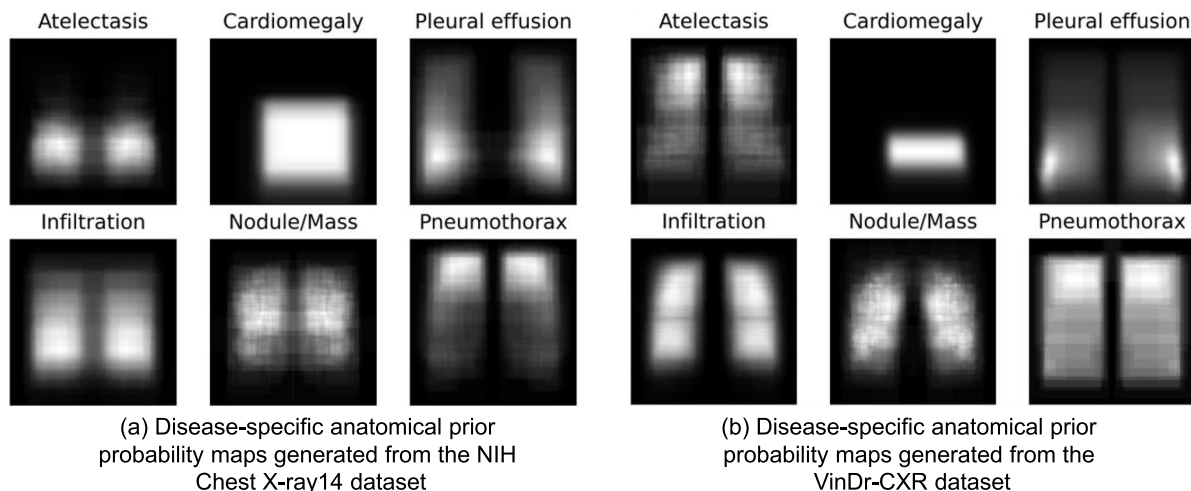 Atelectasis Cardiomegaly Pleural effusion
Infiltration Nodule/Mass Pneumothorax
(a) Disease-specific anatomical prior
probability maps generated from the NIH
Chest X-ray14 dataset
Atelectasis Cardiomegaly Pleural effusion
Infiltration Nodule/Mass Pneumothorax
(b) Disease-specific anatomical prior
probability maps generated from the
VinDr-CXR dataset